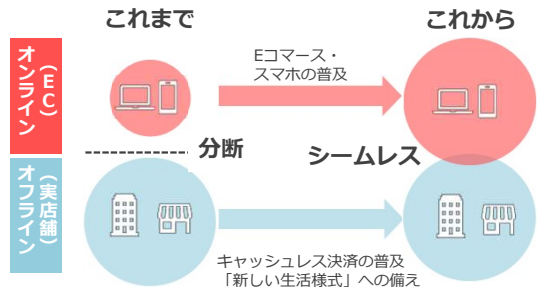 これまで
これから
オンライン
（EC）
Eコマース・
スマホの普及
分断
シームレス
オフライン
（実店舗）
キャッシュレス決済の普及
「新しい生活様式」への備え